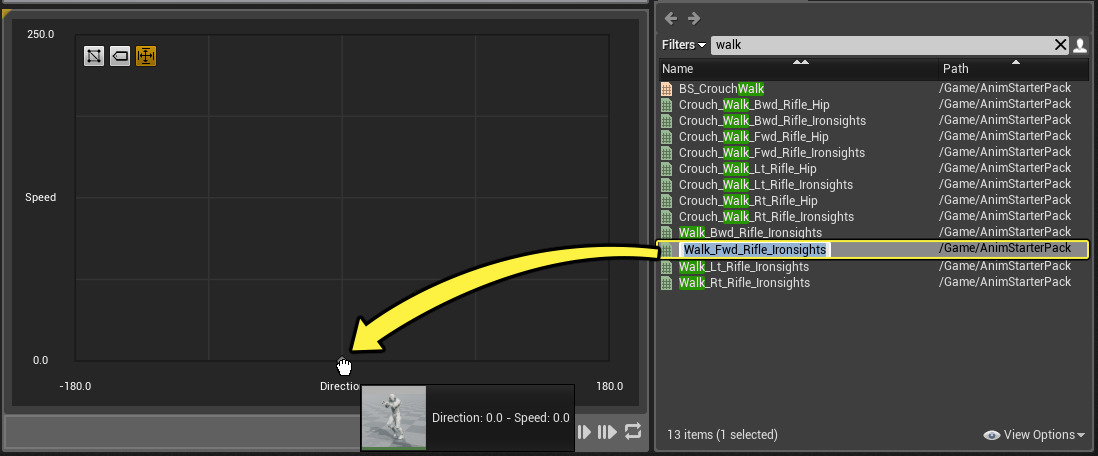 250.0
Speed
0.0
-180.0
Directio
180.0
Direction: 0.0 - Speed: 0.0
Filters
walk
Name Path
BS_CrouchWalk /Game/AnimStarterPack
Crouch_Walk_Bwd_Rifle_Hip /Game/AnimStarterPack
Crouch_Walk_Bwd_Rifle_Ironsights /Game/AnimStarterPack
Crouch_Walk_Fwd_Rifle_Hip /Game/AnimStarterPack
Crouch_Walk_Fwd_Rifle_Ironsights /Game/AnimStarterPack
Crouch_Walk_Lt_Rifle_Hip /Game/AnimStarterPack
Crouch_Walk_Lt_Rifle_Ironsights /Game/AnimStarterPack
Crouch_Walk_Rt_Rifle_Hip /Game/AnimStarterPack
Crouch_Walk_Rt_Rifle_Ironsights /Game/AnimStarterPack
Walk_Bwd_Rifle_Ironsights /Game/AnimStarterPack
Walk_Fwd_Rifle_Ironsights /Game/AnimStarterPack
Walk_Lt_Rifle_Ironsights /Game/AnimStarterPack
Walk_Rt_Rifle_Ironsights /Game/AnimStarterPack
13 items (1 selected)
View Options